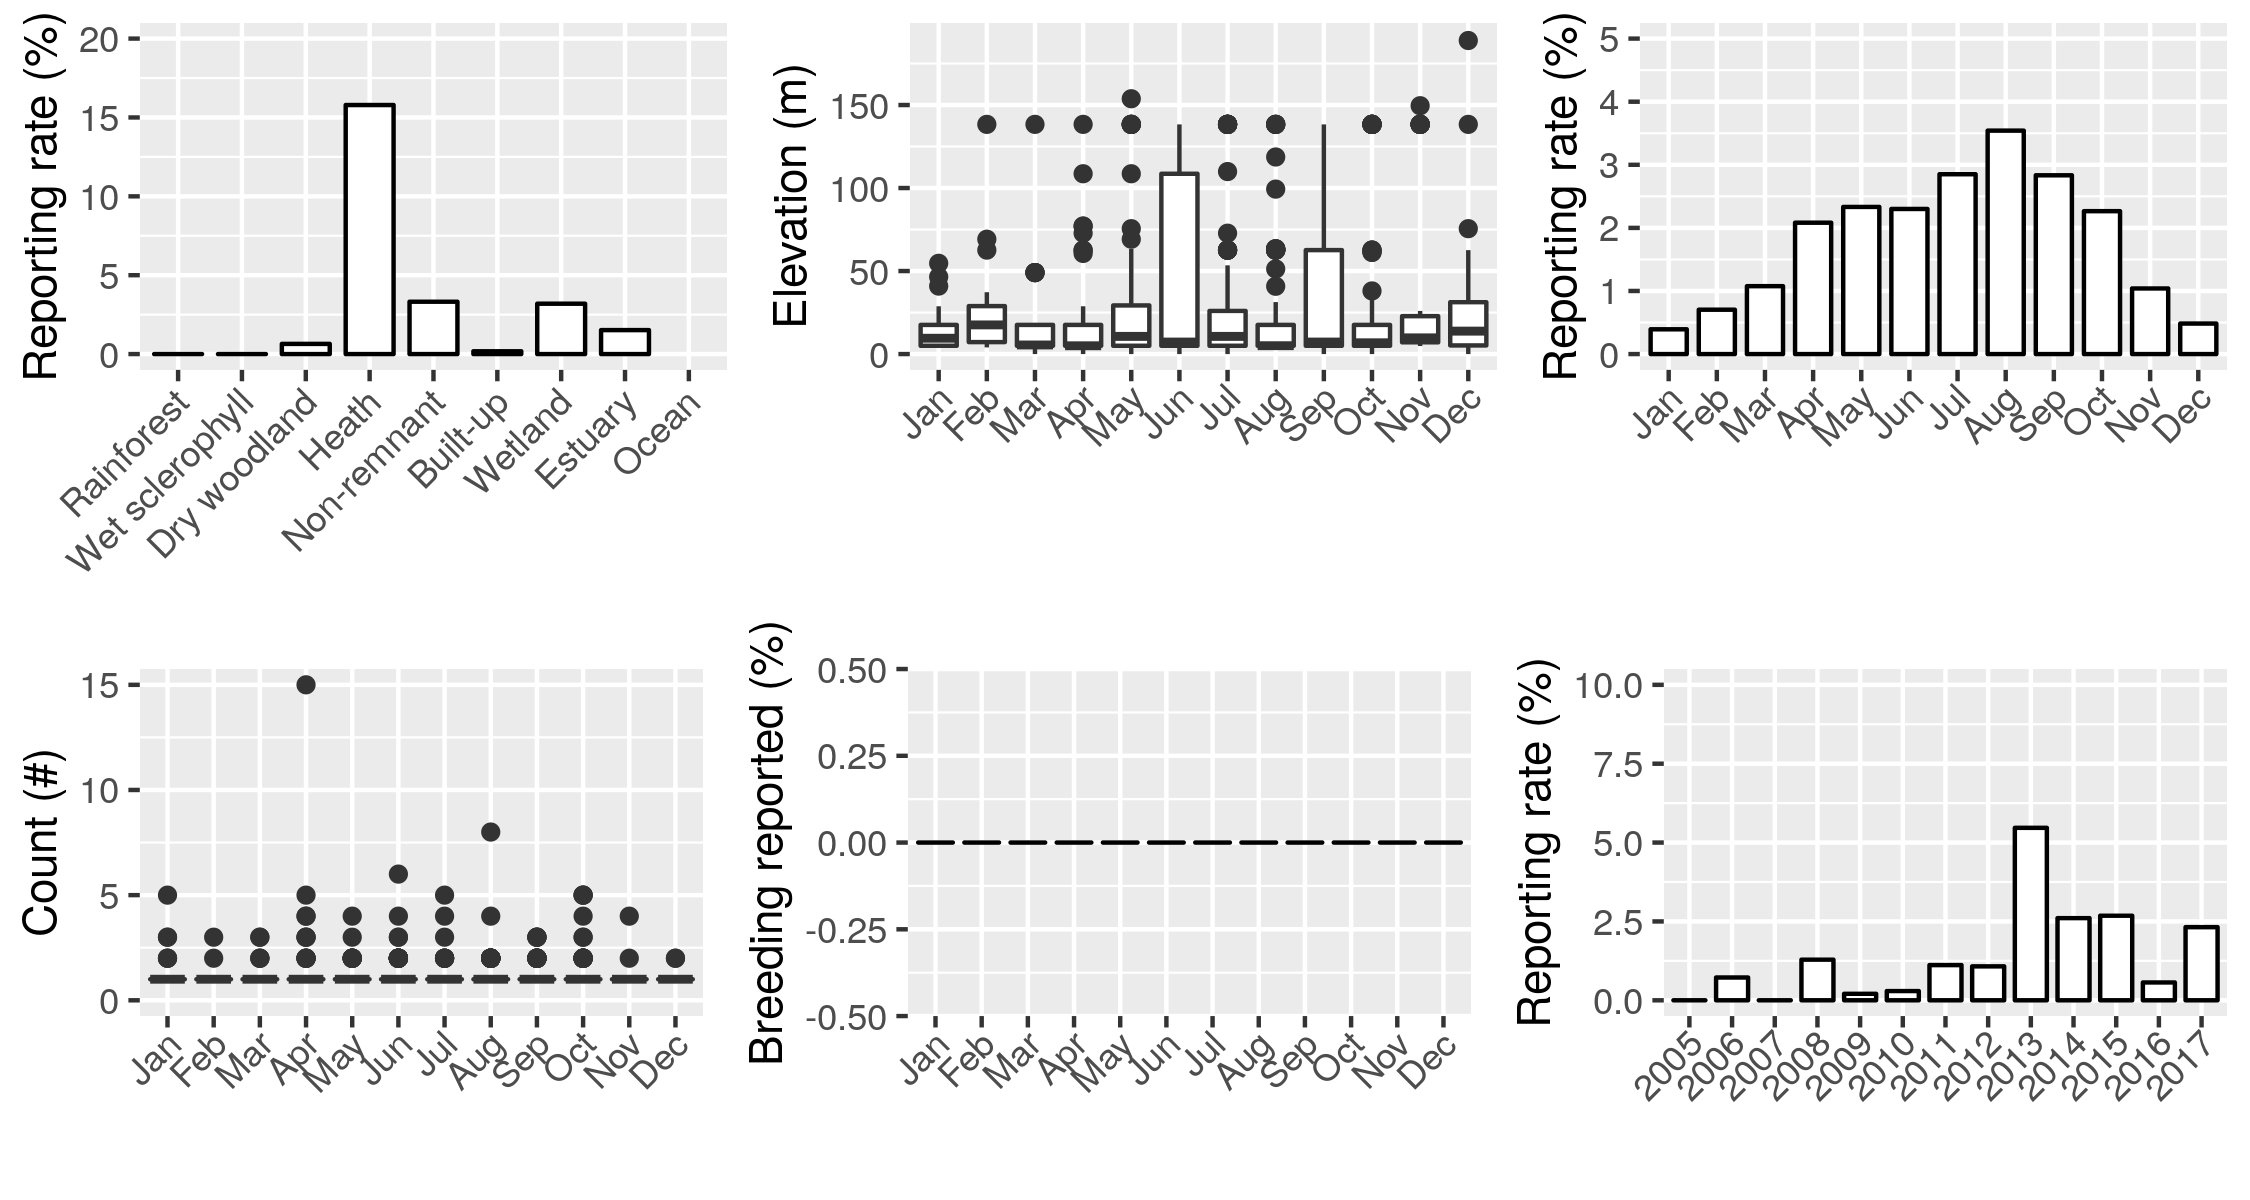 Reporting rate (%)
20
15
10
5
0
Rainforest
Wet sclerophyll
Dry woodland
Heath
Non-remnant
Built-up
Wetland
Estuary
Ocean
Elevation (m)
150
100
50
0
Jan
Feb
Mar
Apr
May
Jun
Jul
Aug
Sep
Oct
Nov
Dec
Reporting rate (%)
5
4
3
2
1
0
Jan
Feb
Mar
Apr
May
Jun
Jul
Aug
Sep
Oct
Nov
Dec
Count (#)
15
10
5
0
Jan
Feb
Mar
Apr
May
Jun
Jul
Aug
Sep
Oct
Nov
Dec
Breeding reported (%)
0.50
0.25
0.00
-0.25
-0.50
Jan
Feb
Mar
Apr
May
Jun
Jul
Aug
Sep
Oct
Nov
Dec
Reporting rate (%)
10.0
7.5
5.0
2.5
0.0
2005
2006
2007
2008
2009
2010
2011
2012
2013
2014
2015
2016
2017